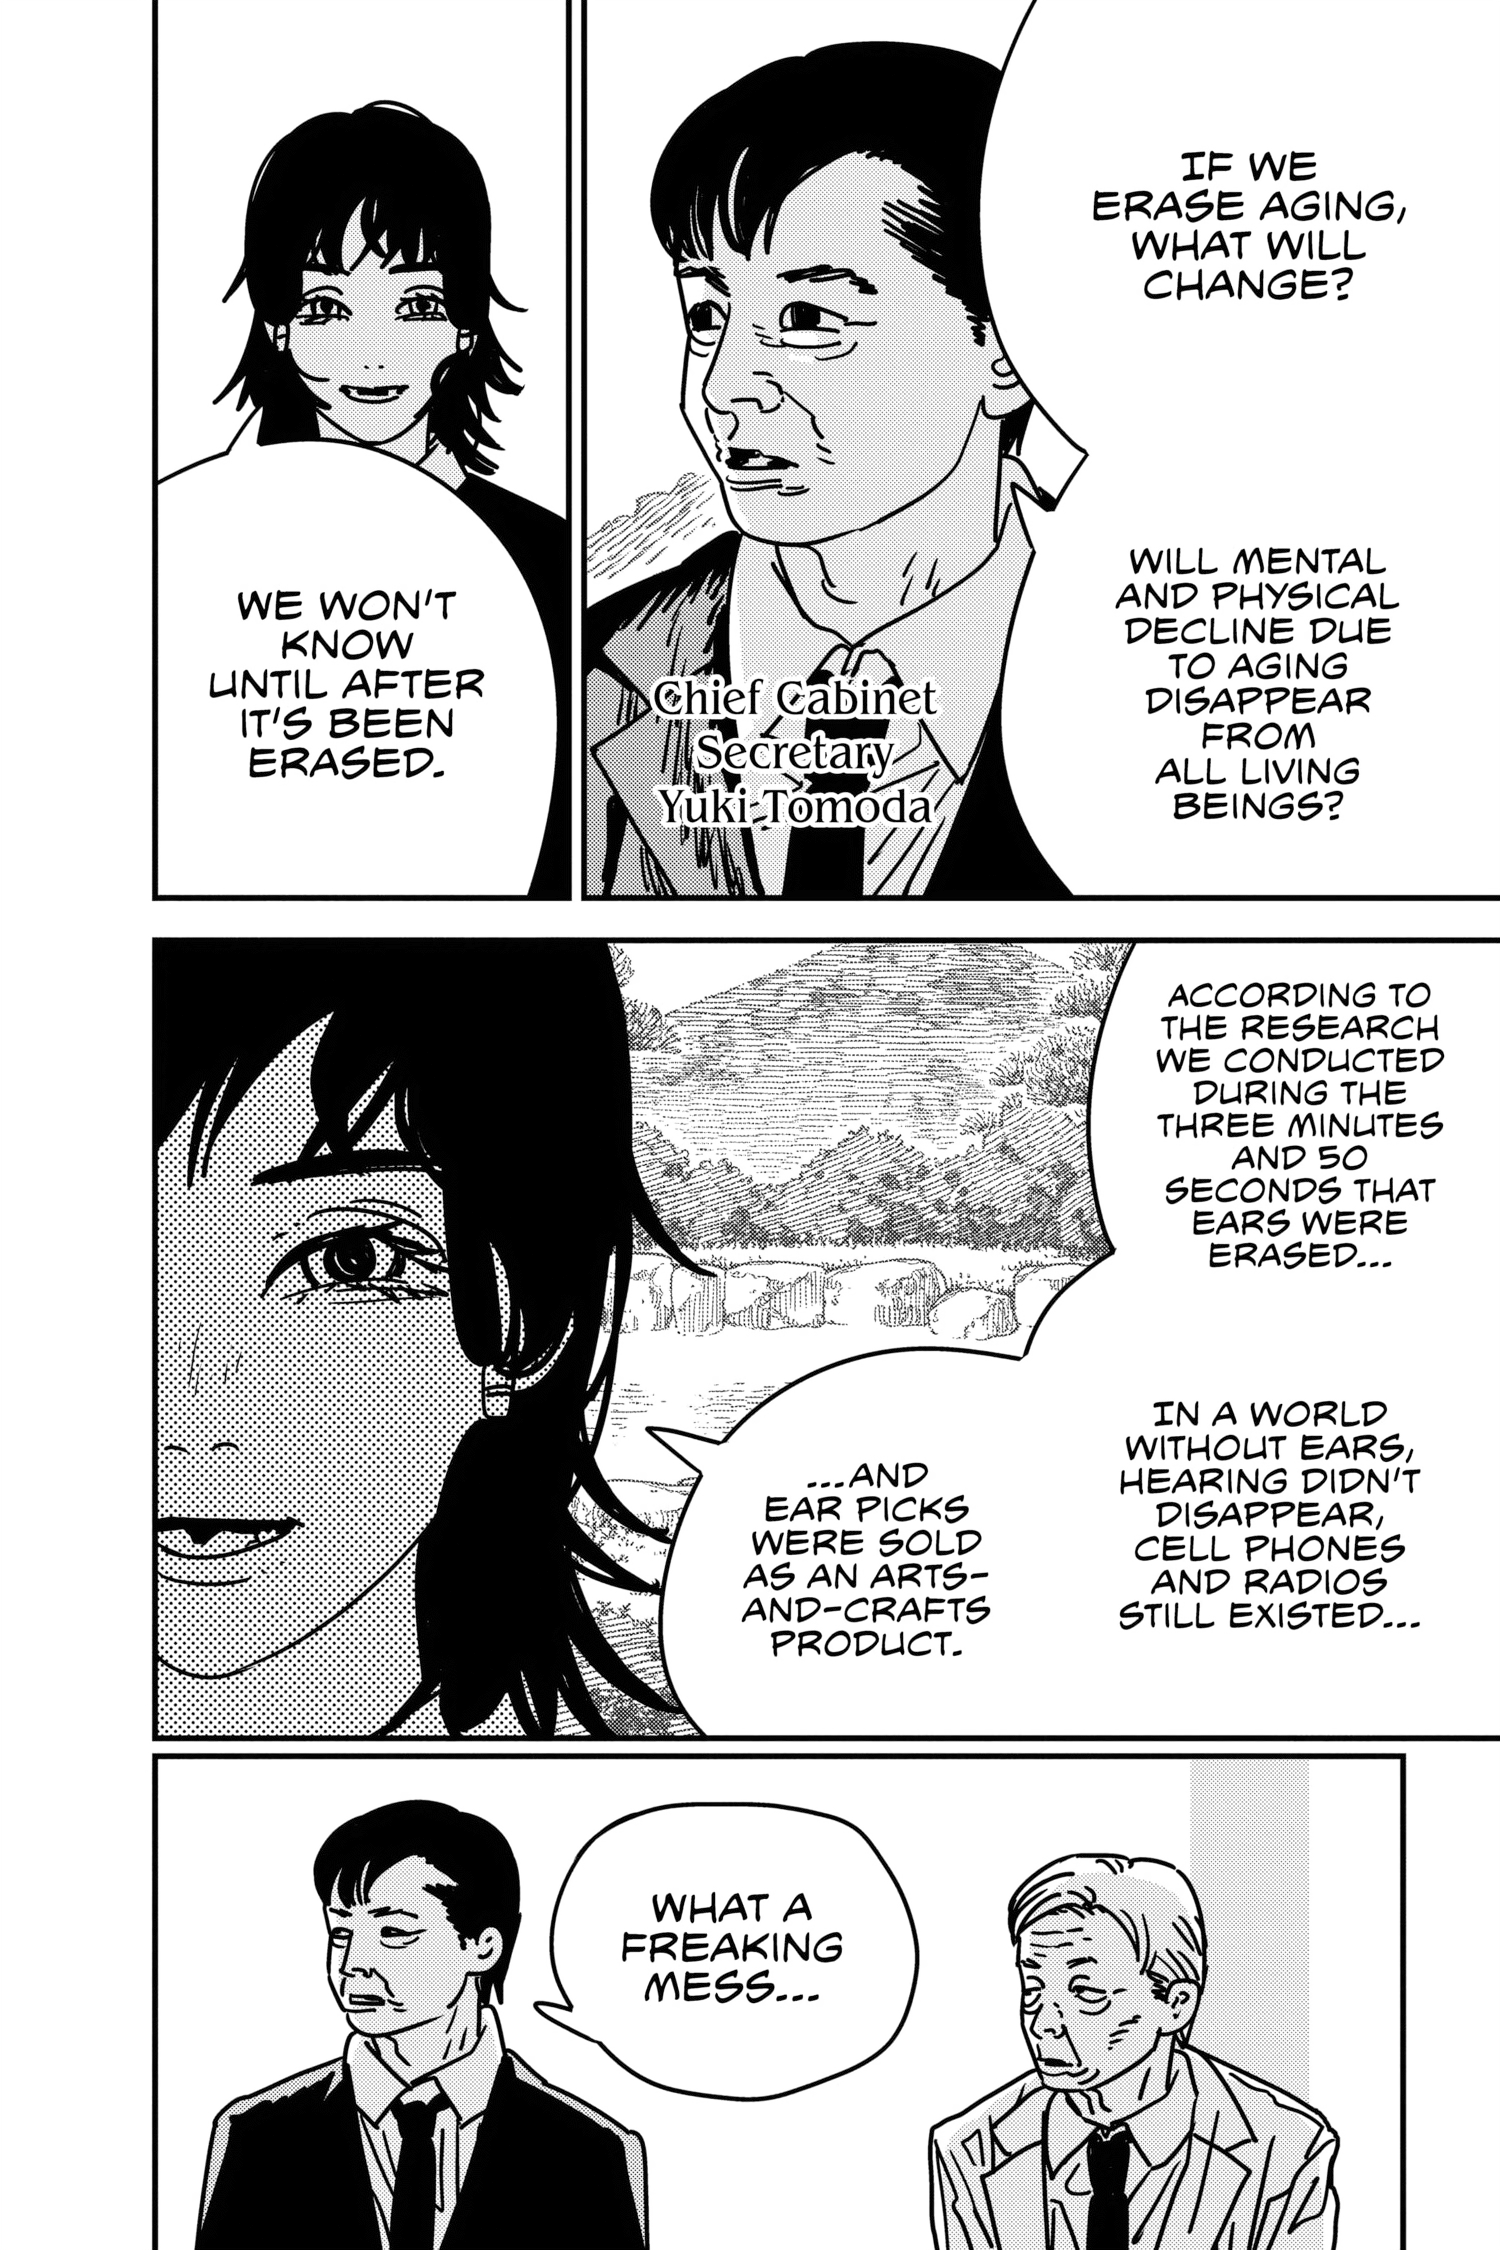 IF WE
ERASE AGING,
WHAT WILL
CHANGE?
WILL MENTAL
AND PHYSICAL
DECLINE DUE
TO AGING
DISAPPEAR
FROM
ALL LIVING
BEINGS?
Chief Cabinet
Secretary
Yuki Tomoda
WE WON'T
KNOW
UNTIL AFTER
IT'S BEEN
ERASED.
ACCORDING TO
THE RESEARCH
WE CONDUCTED
DURING THE
THREE MINUTES
AND 50
SECONDS THAT
EARS WERE
ERASED...
IN A WORLD
WITHOUT EARS,
HEARING DIDN'T
DISAPPEAR,
CELL PHONES
AND RADIOS
STILL EXISTED...
...AND
EAR PICKS
WERE SOLD
AS AN ARTS-
AND-CRAFTS
PRODUCT.
WHAT A
FREAKING
MESS...